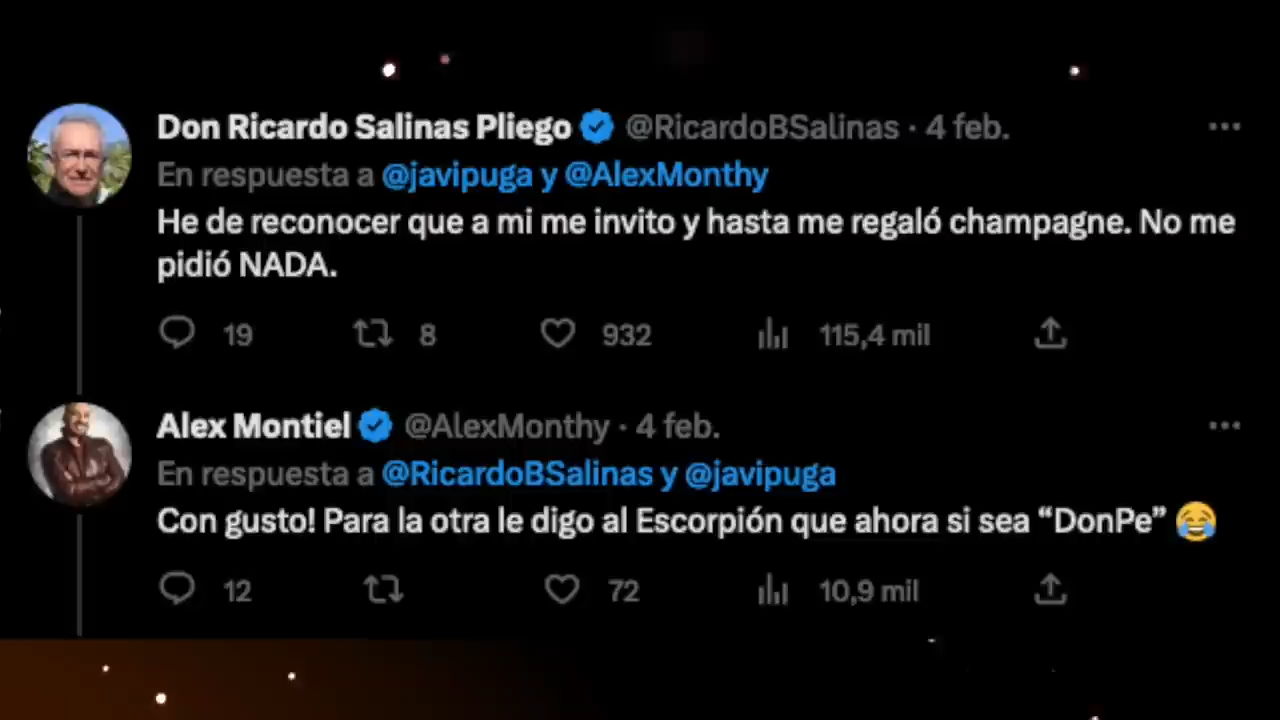 Don Ricardo Salinas Pliego @RicardoBSalinas · 4 feb.
En respuesta a @javipuga y @AlexMonthy
He de reconocer que a mi me invito y hasta me regaló champagne. No me
pidió NADA.
19 8 932 115,4 mil
Alex Montiel @AlexMonthy · 4 feb.
En respuesta a @RicardoBSalinas y @javipuga
Con gusto! Para la otra le digo al Escorpión que ahora si sea “DonPe” 😂
12 72 10,9 mil